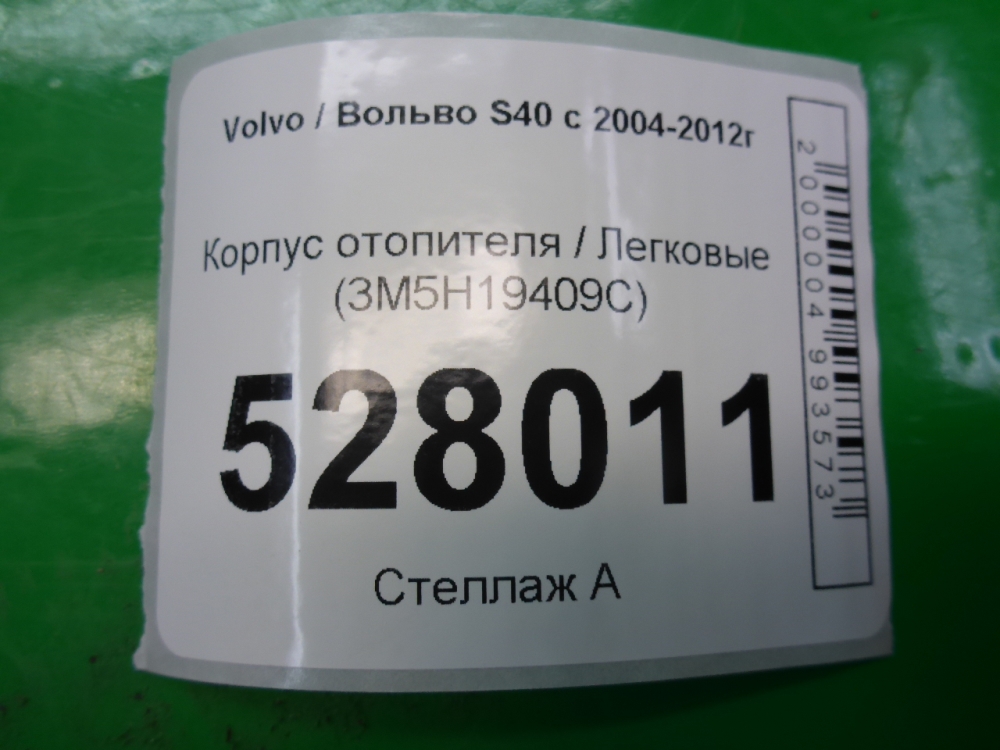 Volvo / Вольво S40 с 2004-2012г
Корпус отопителя / Легковые
(3M5H19409C)
528011
Стеллаж А
2000004993573